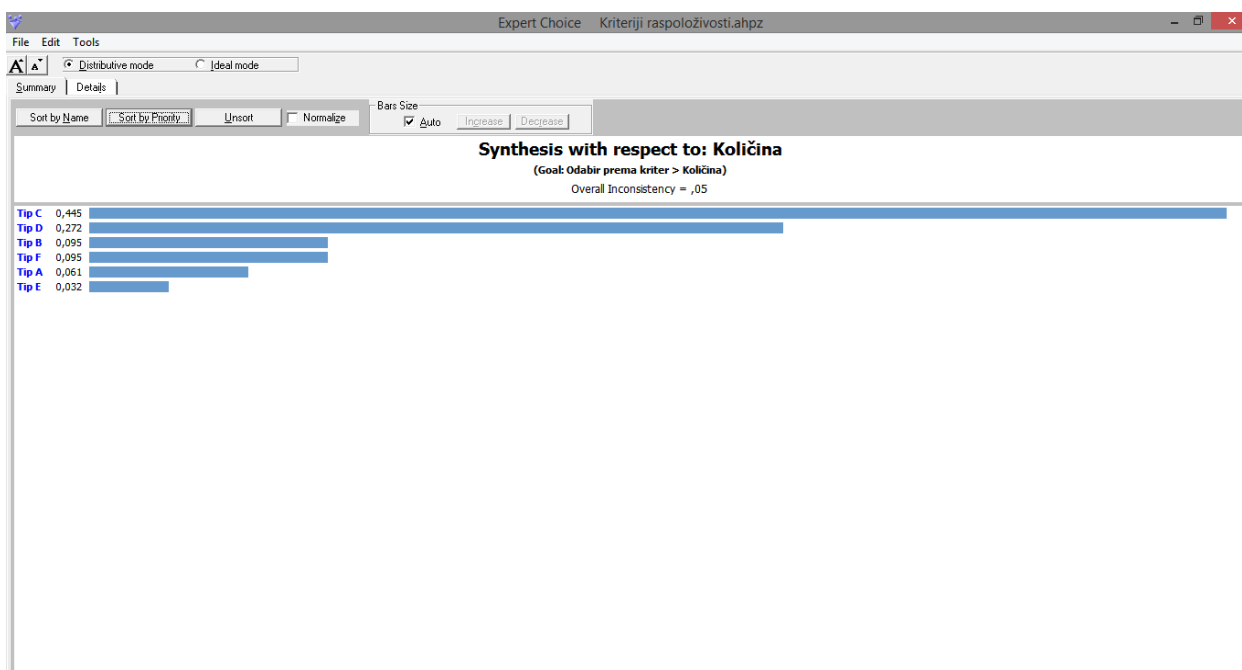 Expert Choice Kriteriji raspoloživosti.ahpz
File Edit Tools
A A Distributive mode Ideal mode
Summary Details
Bars Size
Sort by Name Sort by Priority Unsort Normalize Auto Increase Decrease
Synthesis with respect to: Količina
(Goal: Odabir prema kriter > Količina)
Overall Inconsistency = ,05
Tip C 0,445
Tip D 0,272
Tip B 0,095
Tip F 0,095
Tip A 0,061
Tip E 0,032